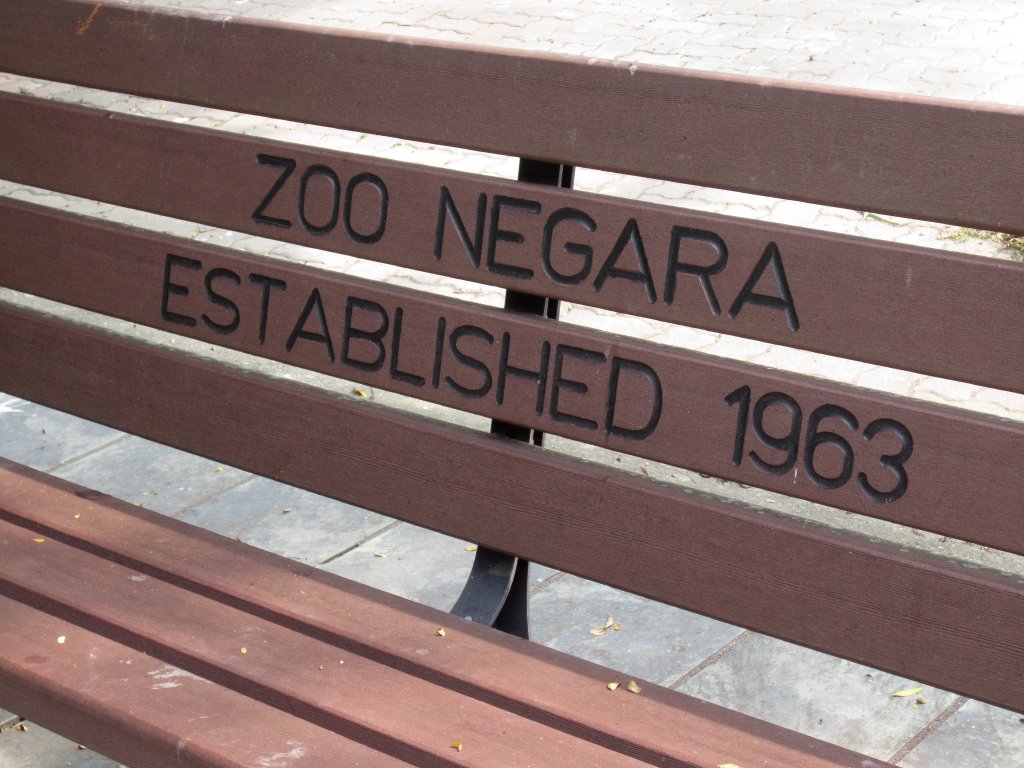 ZOO NEGARA
ESTABLISHED 1963